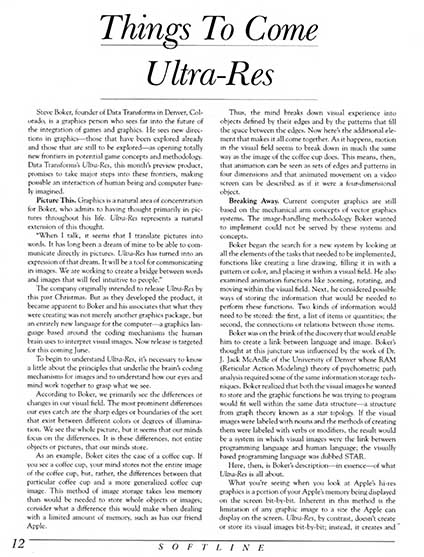 Things To Come
Ultra-Res
Steve Boker, founder of Data Transforms in Denver, Col-
orado, is a graphics person who sees far into the future of
the integration of games and graphics. He sees new direc-
tions in graphics—those that have been explored already
and those that are still to be explored—as opening totally
new frontiers in potential game concepts and methodology.
Data Transforms's Ultra-Res, this month's preview product,
promises to take major steps into these frontiers, making
possible an interaction of human being and computer bare-
ly imagined.
Picture This. Graphics is a natural area of concentration
for Boker, who admits to having thought primarily in pic-
tures throughout his life. Ultra-Res represents a natural
extension of this thought.
"When I talk, it seems that I translate pictures into
words. It has long been a dream of mine to be able to com-
municate directly in pictures. Ultra-Res has turned into an
expression of that dream. It will be a tool for communicating
in images. We are working to create a bridge between words
and images that will feel intuitive to people."
The company originally intended to release Ultra-Res by
this past Christmas. But as they developed the product, it
became apparent to Boker and his associates that what they
were creating was not merely another graphics package, but
an entirely new language for the computer—a graphics lan-
guage based around the coding mechanisms the human
brain uses to interpret visual images. Now release is targeted
for this coming June.
To begin to understand Ultra-Res, it's necessary to know
a little about the principles that underlie the brain's coding
mechanisms for images and to understand how our eyes and
mind work together to grasp what we see.
According to Boker, we primarily see the differences or
changes in our visual field. The most prominent differences
our eyes catch are the sharp edges or boundaries of the sort
that exist between different colors or degrees of illumina-
tion. We see the whole picture, but it seems that our minds
focus on the differences. It is these differences, not entire
objects or pictures, that our minds store.
As an example, Boker cites the case of a coffee cup. If
you see a coffee cup, your mind stores not the entire image
of the coffee cup, but, rather, the differences between that
particular coffee cup and a more generalized coffee cup
image. This method of image storage takes less memory
than would be needed to store whole objects or images;
consider what a difference this would make when dealing
with a limited amount of memory, such as has our friend
Apple.
Thus, the mind breaks down visual experience into
objects defined by their edges and by the patterns that fill
the space between the edges. Now here's the additional ele-
ment that makes it all come together. As it happens, motion
in the visual field seems to break down in much the same
way as the image of the coffee cup does. This means, then,
that animation can be seen as sets of edges and patterns in
four dimensions and that animated movement on a video
screen can be described as if it were a four-dimensional
object.
Breaking Away. Current computer graphics are still
based on the mechanical arm concepts of vector graphics
systems. The image-handling methodology Boker wanted
to implement could not be served by these systems and
concepts.
Boker began the search for a new system by looking at
all the elements of the tasks that needed to be implemented,
functions like creating a line drawing, filling it in with a
pattern or color, and placing it within a visual field. He also
examined animation functions like zooming, rotating, and
moving within the visual field. Next, he considered possible
ways of storing the information that would be needed to
perform these functions. Two kinds of information would
need to be stored: the first, a list of items or quantities; the
second, the connections or relations between those items.
Boker was on the brink of the discovery that would enable
him to create a link between language and image. Boker's
thought at this juncture was influenced by the work of Dr.
J. Jack McArdle of the University of Denver whose RAM
(Reticular Action Modeling) theory of psychometric path
analysis required some of the same information storage tech-
niques. Boker realized that both the visual images he wanted
to store and the graphic functions he was trying to program
would fit well within the same data structure—a structure
from graph theory known as a star topology. If the visual
images were labeled with nouns and the methods of creating
them were labeled with verbs or modifiers, the result would
be a system in which visual images were the link between
programming language and human language; the visually
based programming language was dubbed STAR.
Here, then, is Boker's description—in essence—of what
Ultra-Res is all about.
What you're seeing when you look at Apple's hi-res
graphics is a portion of your Apple's memory being displayed
on the screen bit-by-bit. Inherent in this method is the
limitation of any graphic image to a size the Apple can
display on the screen. Ultra-Res, by contrast, doesn't create
or store its visual images bit-by-bit; instead, it creates and
12
SOFTLINE